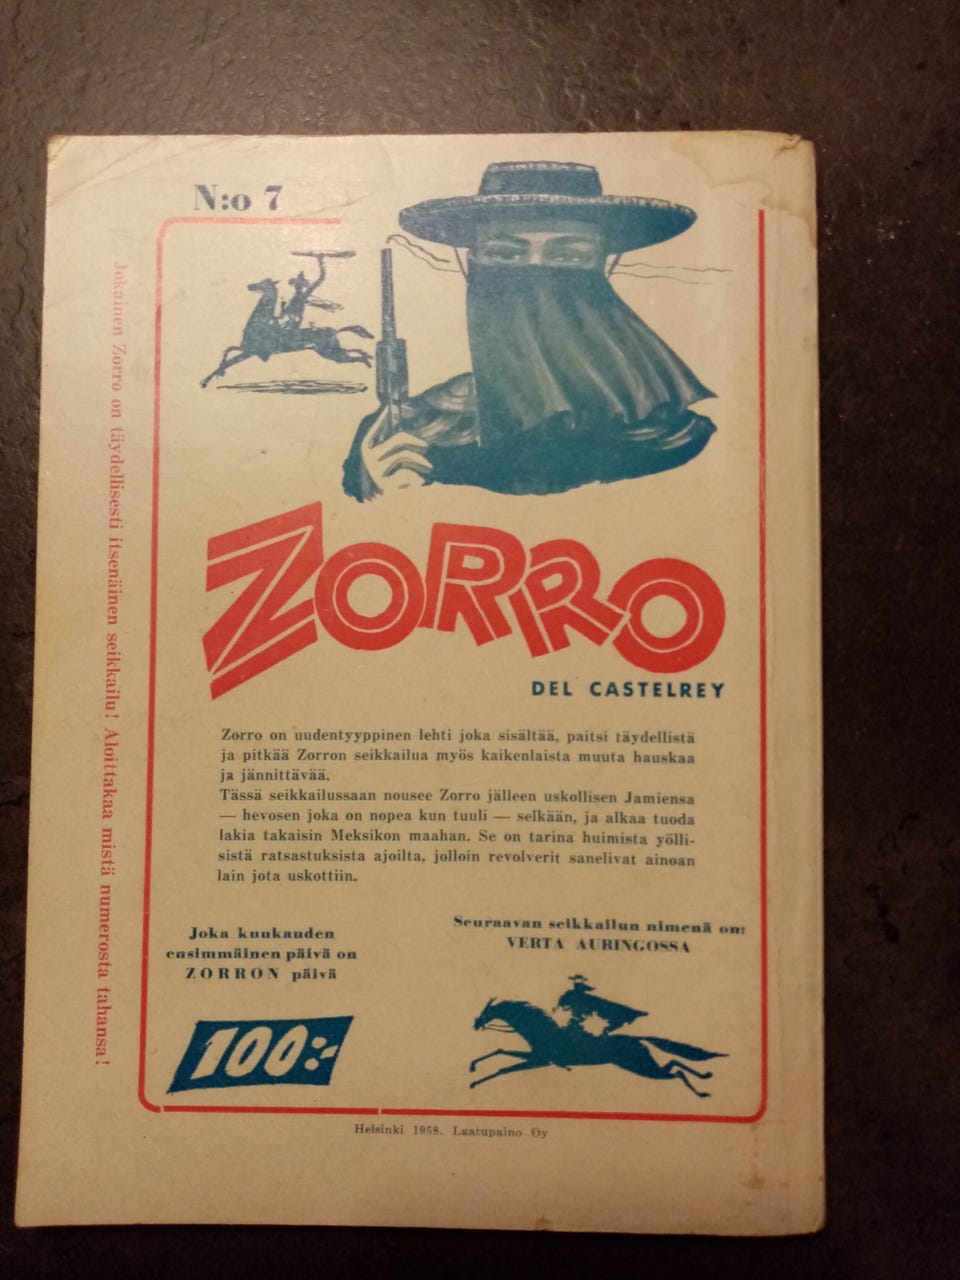 N:o 7
ZORRO
DEL CASTELREY
Zorro on uudentyyppinen lehti joka sisältää, paitsi täydellistä
ja pitkää Zorron seikkailua myös kaikenlaista muuta hauskaa
ja jännittävää.
Tässä seikkailussaan nousee Zorro jälleen uskollisen Jamiensa
— hevosen joka on nopea kun tuuli — selkään, ja alkaa tuoda
lakia takaisin Meksikon maahan. Se on tarina huimista yölli-
sistä ratsastuksista ajoilta, jolloin revolverit sanelivat ainoan
lain jota uskottiin.
Joka kuukauden
ensimmäinen päivä on
ZORRON päivä
100:-
Seuraavan seikkailun nimenä on:
VERTA AURINGOSSA
Helsinki 1958. Laatupaino Oy
Jokainen Zorro on täydellisesti itsenäinen seikkailu! Aloittakaa mistä numerosta tahansa!